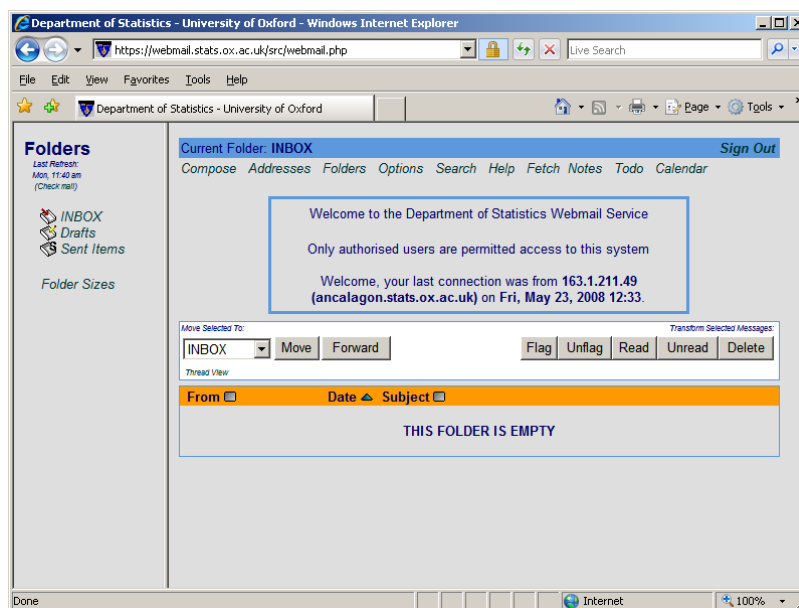 Department of Statistics - University of Oxford - Windows Internet Explorer
https://webmail.stats.ox.ac.uk/src/webmail.php
Live Search
File Edit View Favorites Tools Help
Department of Statistics - University of Oxford
Page Tools
Folders
Last Refresh:
Mon, 11:40 am
(Check mail)
INBOX
Drafts
Sent Items
Folder Sizes
Current Folder: INBOX Sign Out
Compose Addresses Folders Options Search Help Fetch Notes Todo Calendar
Welcome to the Department of Statistics Webmail Service
Only authorised users are permitted access to this system
Welcome, your last connection was from 163.1.211.49
(ancalagon.stats.ox.ac.uk) on Fri, May 23, 2008 12:33.
Move Selected To: Transform Selected Messages:
INBOX Move Forward Flag Unflag Read Unread Delete
Thread View
From Date Subject
THIS FOLDER IS EMPTY
Done Internet 100%